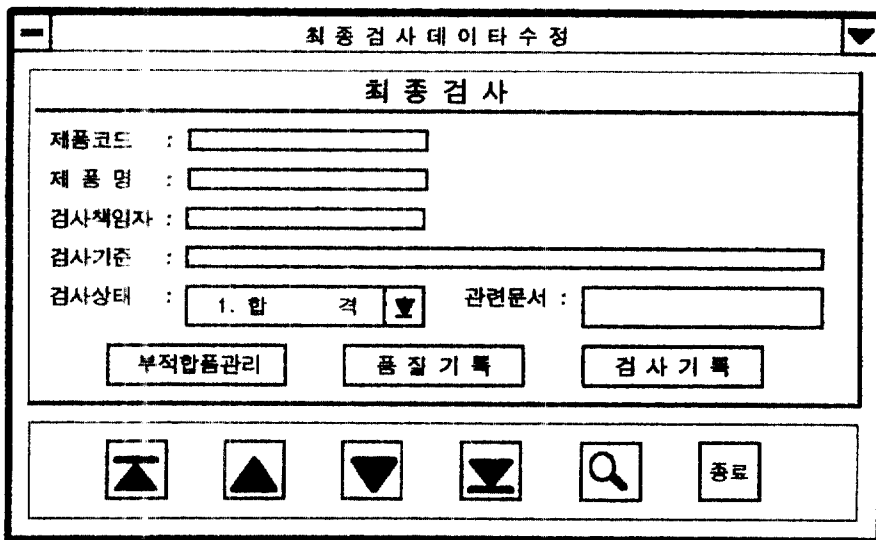 최종검사데이타수정
최종검사
제품코드 :
제 품 명 :
검사책임자 :
검사기준 :
검사상태 : 1. 합 격 관련문서 :
부적합품관리 품질기록 검사기록
종료